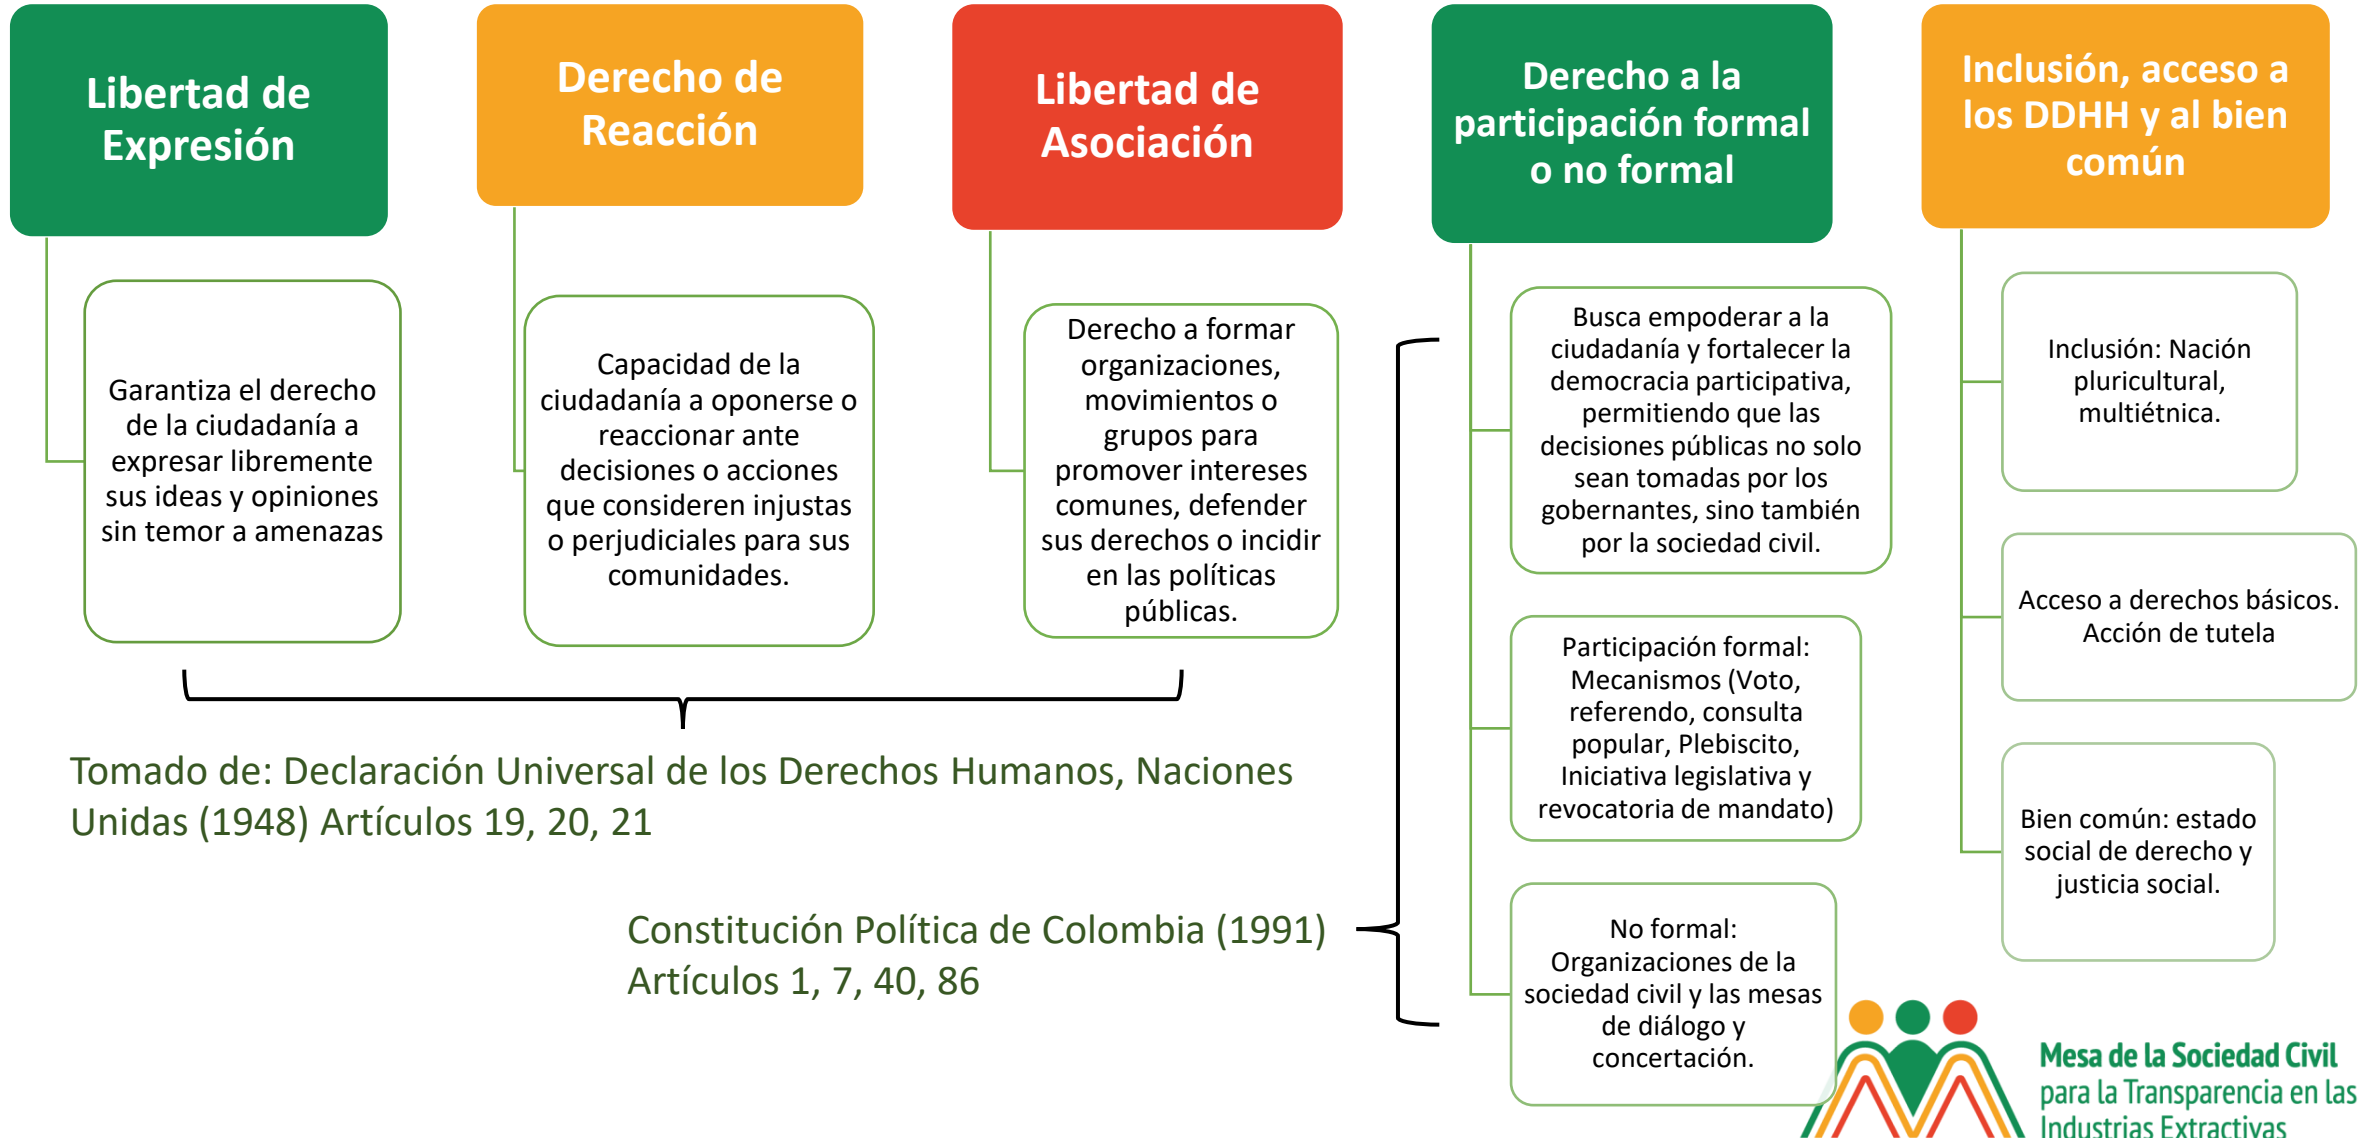 Libertad de
Expresión
Garantiza el derecho
de la ciudadanía a
expresar libremente
sus ideas y opiniones
sin temor a amenazas
Derecho de
Reacción
Capacidad de la
ciudadanía a oponerse o
reaccionar ante
decisiones o acciones
que consideren injustas
o perjudiciales para sus
comunidades.
Libertad de
Asociación
Derecho a formar
organizaciones,
movimientos o
grupos para
promover intereses
comunes, defender
sus derechos o incidir
en las políticas
públicas.
Tomado de: Declaración Universal de los Derechos Humanos, Naciones
Unidas (1948) Artículos 19, 20, 21
Derecho a la
participación formal
o no formal
Busca empoderar a la
ciudadanía y fortalecer la
democracia participativa,
permitiendo que las
decisiones públicas no solo
sean tomadas por los
gobernantes, sino también
por la sociedad civil.
Participación formal:
Mecanismos (Voto,
referendo, consulta
popular, Plebiscito,
Iniciativa legislativa y
revocatoria de mandato)
No formal:
Organizaciones de la
sociedad civil y las mesas
de diálogo y
concertación.
Constitución Política de Colombia (1991)
Artículos 1, 7, 40, 86
Inclusión, acceso a
los DDHH y al bien
común
Inclusión: Nación
pluricultural,
multiétnica.
Acceso a derechos básicos.
Acción de tutela
Bien común: estado
social de derecho y
justicia social.
Mesa de la Sociedad Civil
para la Transparencia en las
Industrias Extractivas